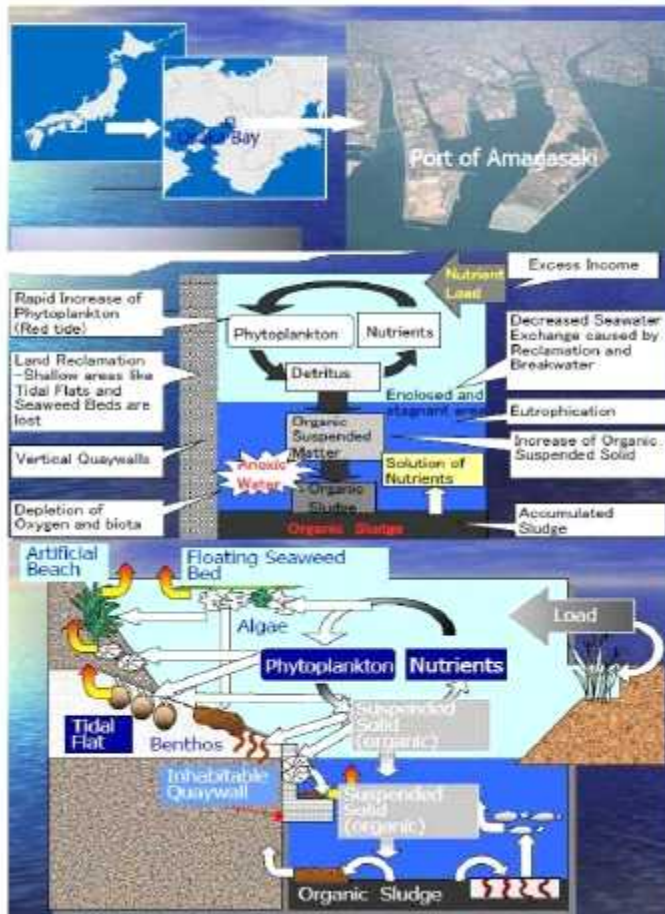 Osaka Bay
Port of Amagasaki
Excess Income
Nutrient
Load
Rapid Increase of
Phytoplankton
(Red tide)
Phytoplankton
Nutrients
Decreased Seawater
Exchange caused by
Reclamation and
Breakwater
Land Reclamation
-Shallow areas like
Tidal Flats and
Seaweed Beds are
lost
Detritus
Enclosed and
stagnant area
Eutrophication
Organic
Suspended
Matter
Increase of Organic
Suspended Solid
Vertical Quaywalls
Anoxic
Water
Solution of
Nutrients
Depletion of
Oxygen and biota
Organic
Sludge
Organic Sludge
Accumulated
Sludge
Artificial
Beach
Floating Seaweed
Bed
Algae
Load
Phytoplankton
Nutrients
Tidal
Flat
Benthos
Suspended
Solid
(organic)
Inhabitable
Quaywall
Suspended
Solid
(organic)
Organic Sludge